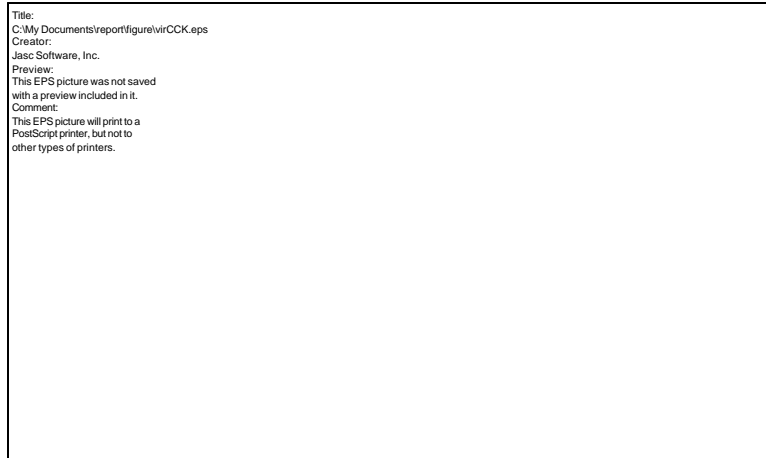 Title:
C:\My Documents\report\figure\virCCK.eps
Creator:
Jasc Software, Inc.
Preview:
This EPS picture was not saved
with a preview included in it.
Comment:
This EPS picture will print to a
PostScript printer, but not to
other types of printers.